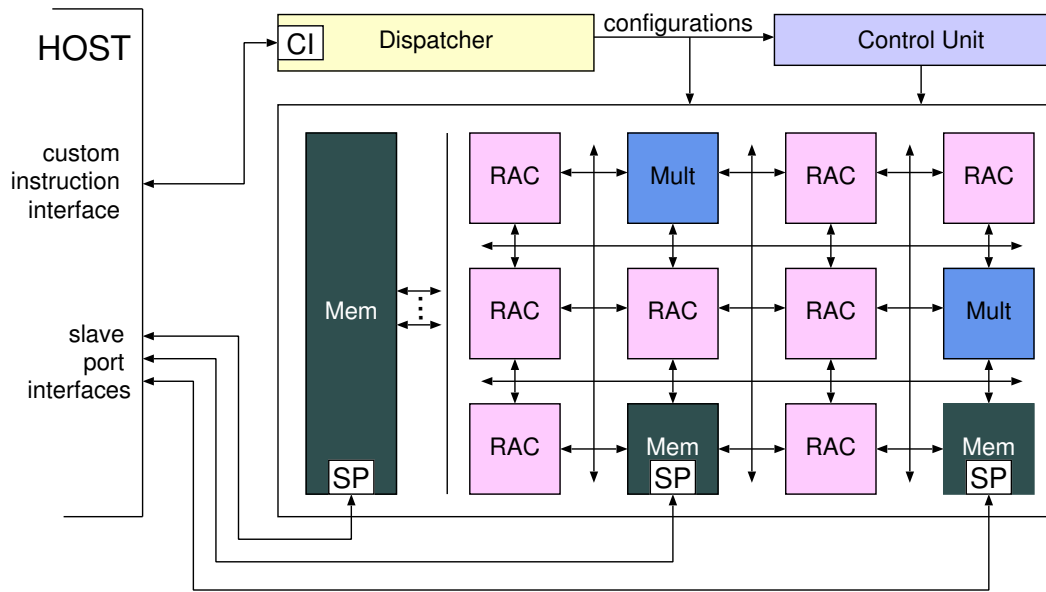 HOST
CI
Dispatcher
configurations
Control Unit
custom
instruction
interface
slave
port
interfaces
Mem
SP
RAC
Mult
RAC
RAC
RAC
RAC
RAC
Mult
RAC
Mem
SP
RAC
Mem
SP